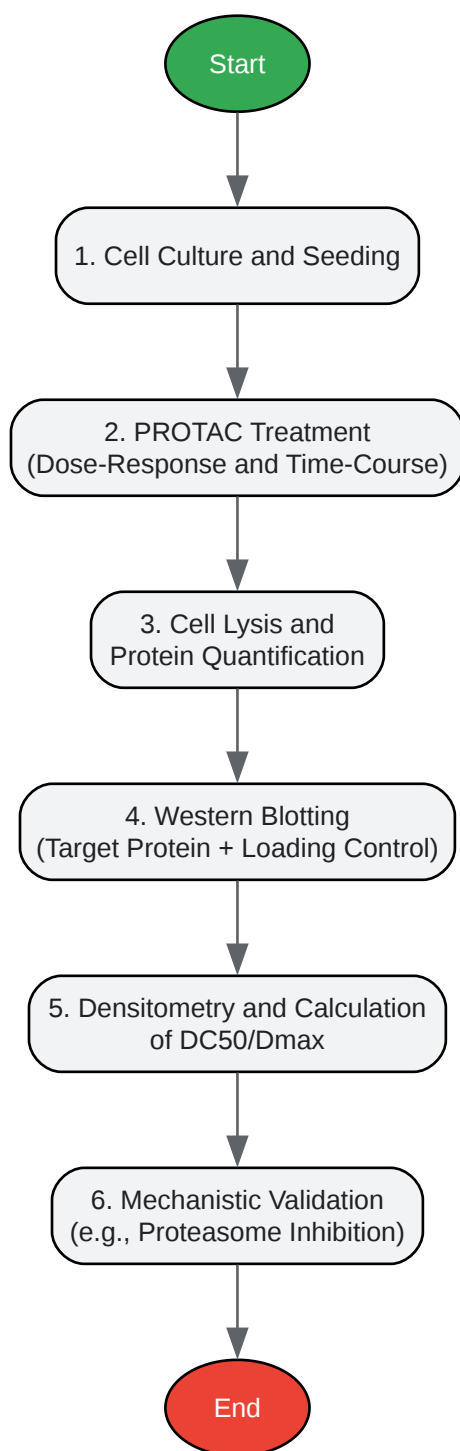 Start
1. Cell Culture and Seeding
2. PROTAC Treatment
(Dose-Response and Time-Course)
3. Cell Lysis and
Protein Quantification
4. Western Blotting
(Target Protein + Loading Control)
5. Densitometry and Calculation
of DC50/Dmax
6. Mechanistic Validation
(e.g., Proteasome Inhibition)
End